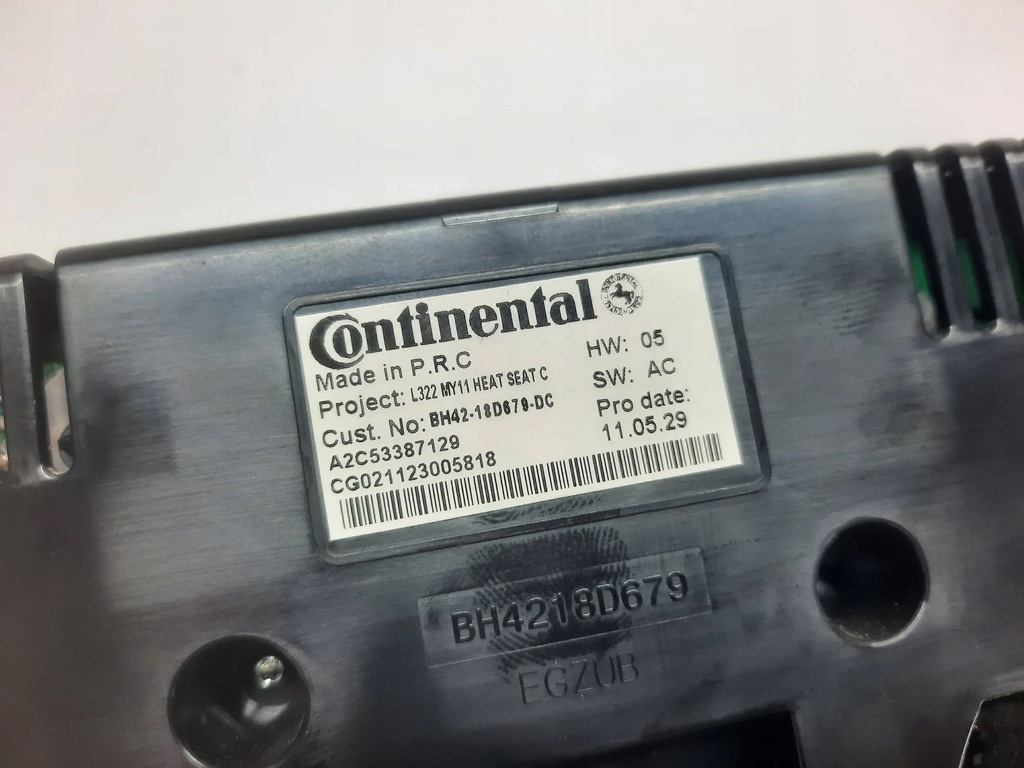 Continental
Made in P.R.C
Project: L322 MY11 HEAT SEAT C
Cust. No: BH42-18D679-DC
A2C53387129
CG021123005818
HW: 05
SW: AC
Pro date:
11.05.29
BH4218D679
EGZUB